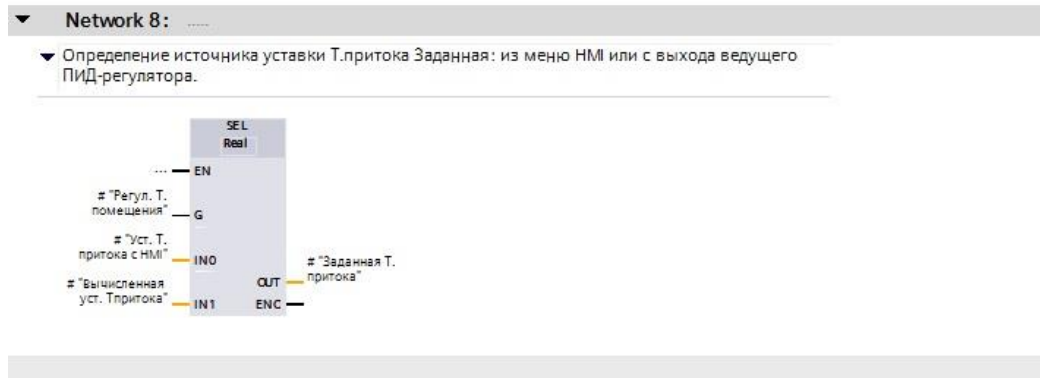 Network 8: .....
Определение источника уставки Т.притока Заданная: из меню HMI или с выхода ведущего
ПИД-регулятора.
SEL
Real
... EN
# "Регул. Т.
помещения" G
# "Уст. Т.
притока с HMI" IN0
# "Заданная Т.
притока"
OUT
# "Вычисленная
уст. Тпритока" IN1
ENC